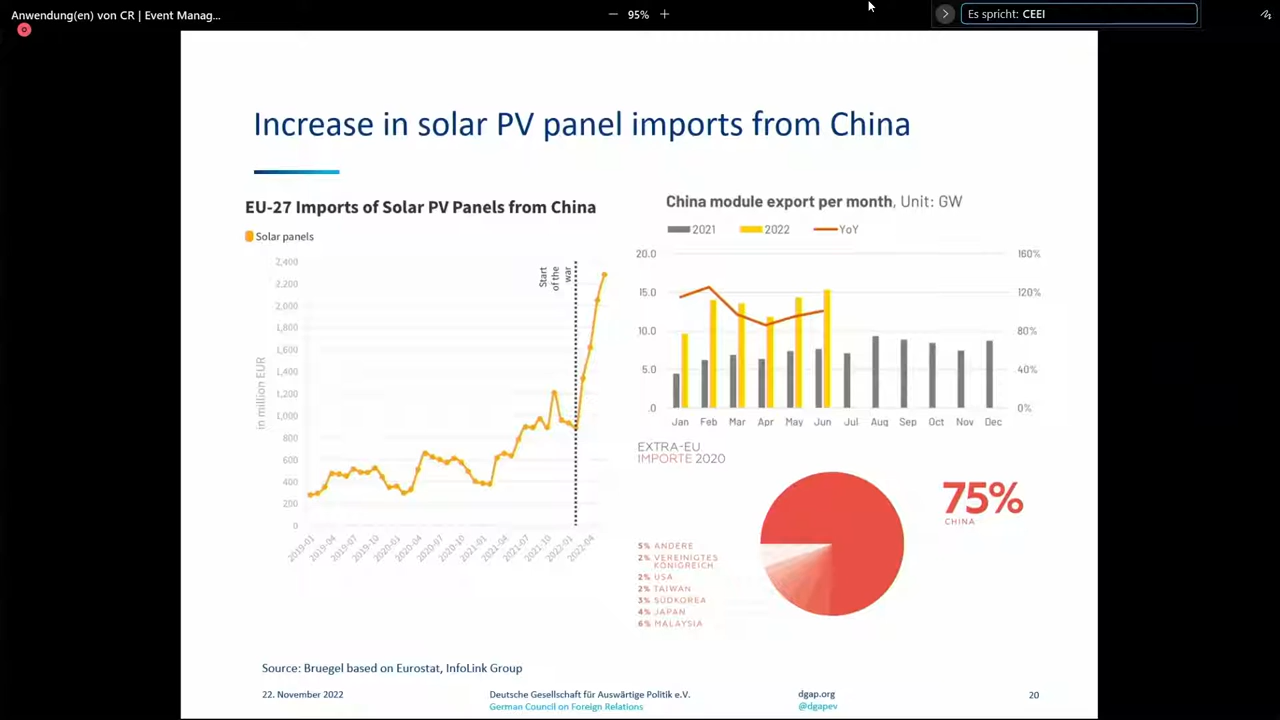 Anwendung(en) von CR | Event Manag...
95%
Es spricht: CEEI
Increase in solar PV panel imports from China
EU-27 Imports of Solar PV Panels from China
Solar panels
in million EUR
2,400
2,200
2,000
1,800
1,600
1,400
1,200
1,000
800
600
400
200
0
Start
of the
war
2019-01
2019-04
2019-07
2019-10
2020-01
2020-04
2020-07
2020-10
2021-01
2021-04
2021-07
2021-10
2022-01
2022-04
China module export per month, Unit: GW
2021 2022 YoY
20.0 160%
15.0 120%
10.0 80%
5.0 40%
.0 0%
Jan Feb Mar Apr May Jun Jul Aug Sep Oct Nov Dec
EXTRA-EU
IMPORTE 2020
75%
CHINA
5% ANDERE
2% VEREINIGTES
KÖNIGREICH
2% USA
2% TAIWAN
3% SÜDKOREA
4% JAPAN
6% MALAYSIA
Source: Bruegel based on Eurostat, InfoLink Group
22. November 2022
Deutsche Gesellschaft für Auswärtige Politik e.V.
German Council on Foreign Relations
dgap.org
@dgapev
20